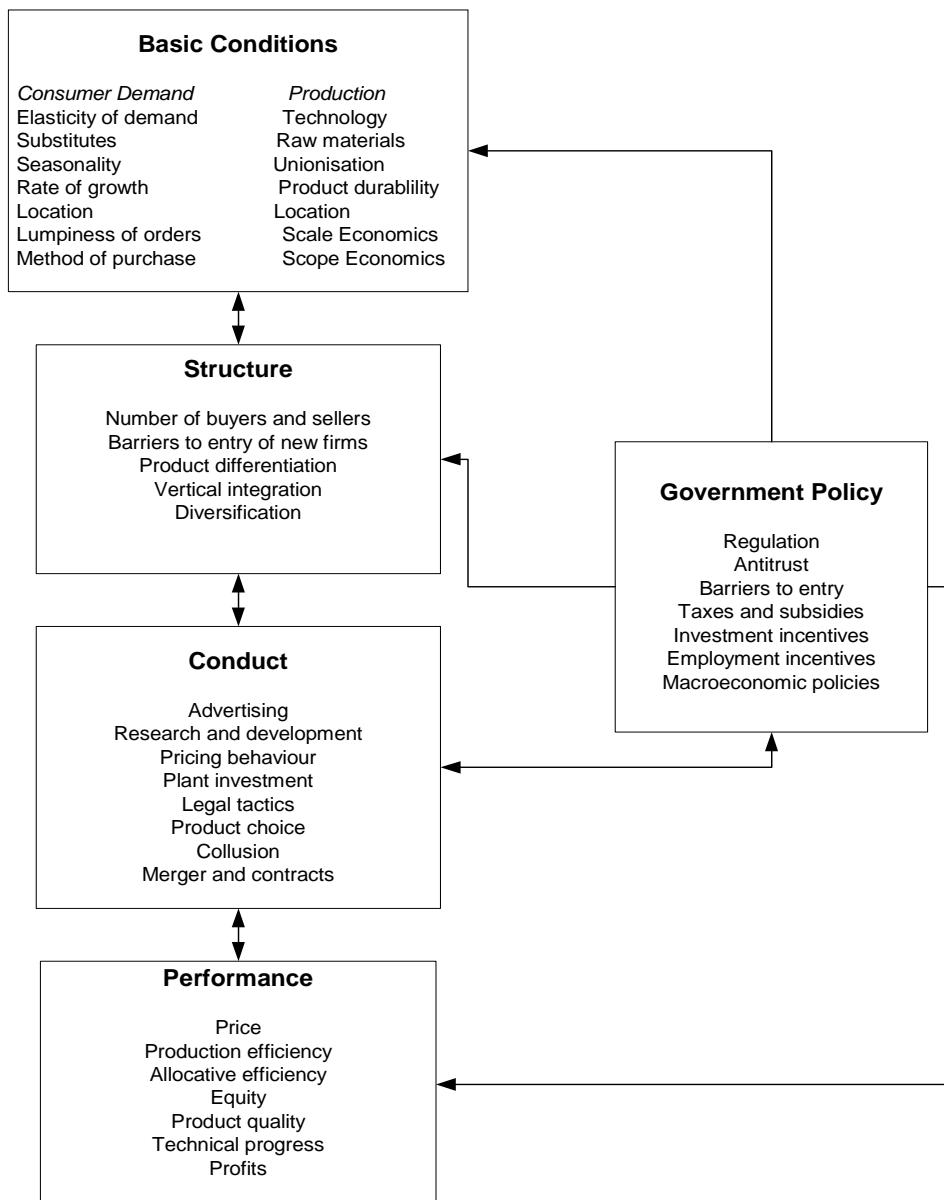 Basic Conditions
Consumer Demand Production
Elasticity of demand Technology
Substitutes Raw materials
Seasonality Unionisation
Rate of growth Product durablility
Location Location
Lumpiness of orders Scale Economics
Method of purchase Scope Economics
Structure
Number of buyers and sellers
Barriers to entry of new firms
Product differentiation
Vertical integration
Diversification
Government Policy
Regulation
Antitrust
Barriers to entry
Taxes and subsidies
Investment incentives
Employment incentives
Macroeconomic policies
Conduct
Advertising
Research and development
Pricing behaviour
Plant investment
Legal tactics
Product choice
Collusion
Merger and contracts
Performance
Price
Production efficiency
Allocative efficiency
Equity
Product quality
Technical progress
Profits